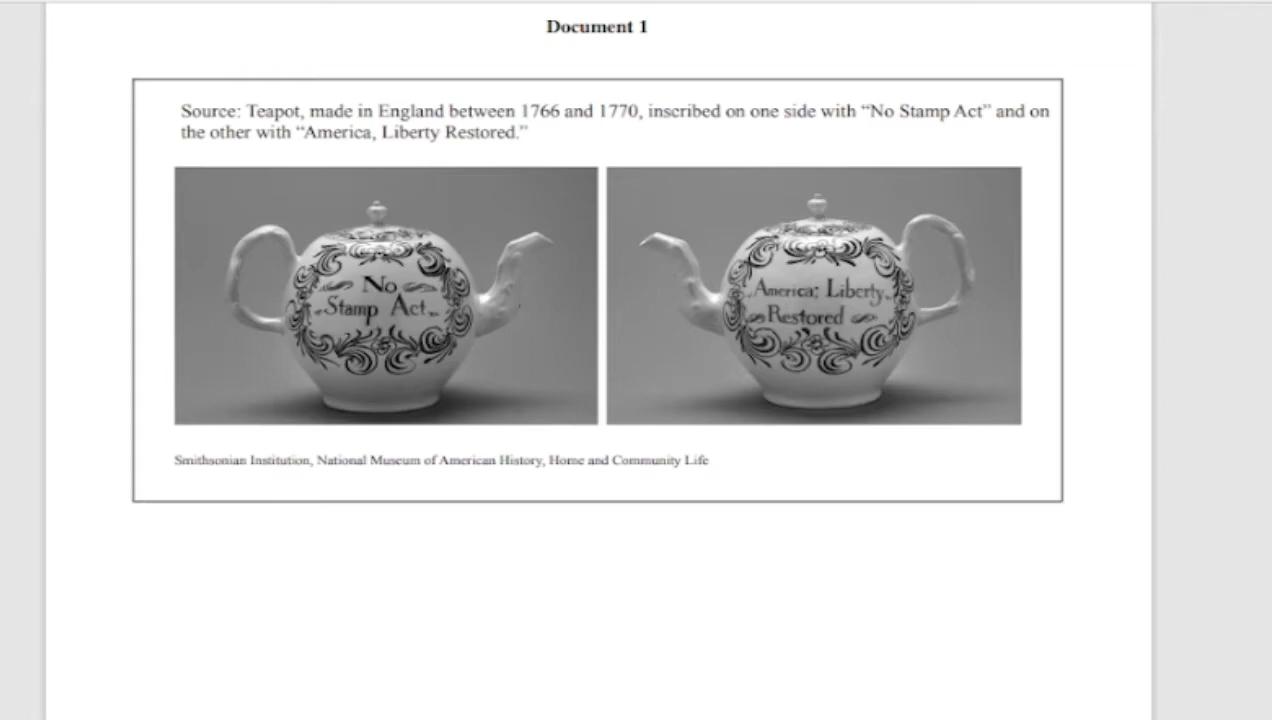 Document 1
Source: Teapot, made in England between 1766 and 1770, inscribed on one side with “No Stamp Act” and on
the other with “America, Liberty Restored.”
No
Stamp Act.
America; Liberty
Restored
Smithsonian Institution, National Museum of American History, Home and Community Life